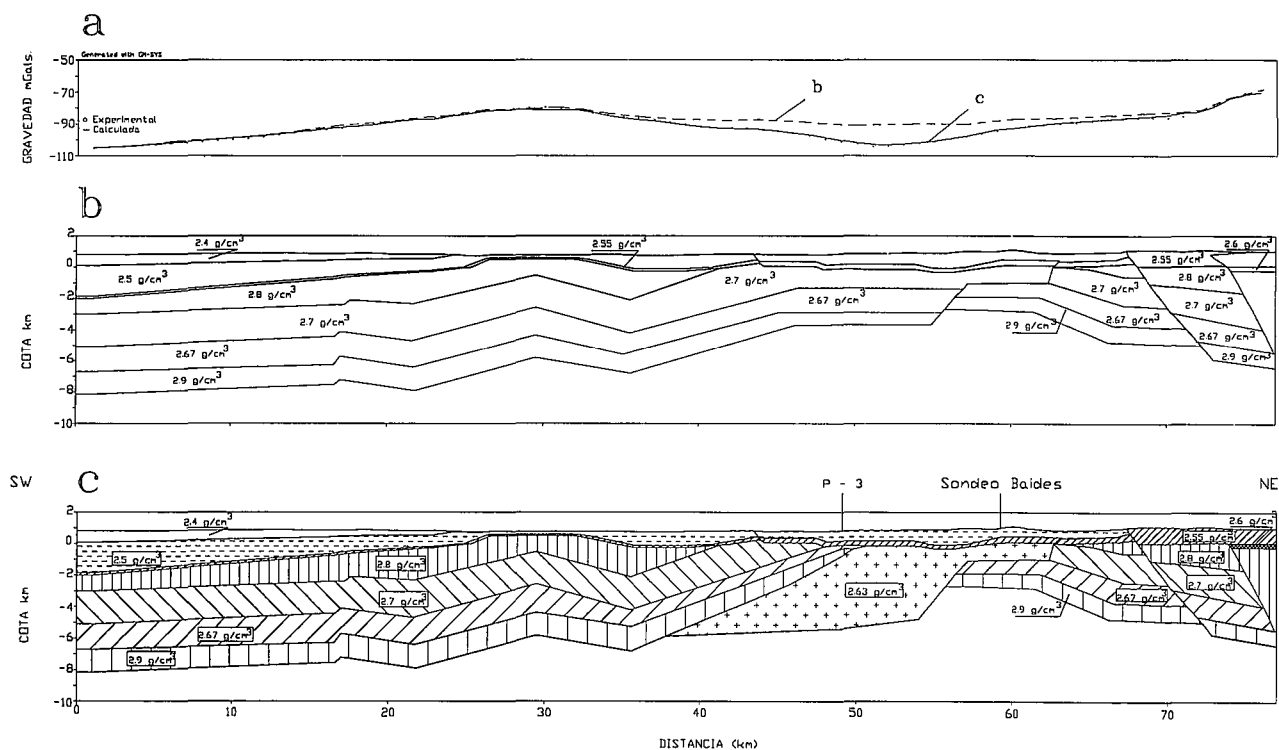 a
Generated with GM-SYS
GRAVEDAD mGals.
-50
-70
-90
-110
o Experimental
— Calculada
b
c
b
COTA km
2
0
-2
-4
-6
-8
-10
2.4 g/cm3
2.55 g/cm3
2.6 g/cm3
2.5 g/cm3
2.8 g/cm3
2.7 g/cm3
2.55 g/cm3
2.8 g/cm3
2.7 g/cm3
2.67 g/cm3
2.7 g/cm3
2.7 g/cm3
2.67 g/cm3
2.9 g/cm3
2.67 g/cm3
2.67 g/cm3
2.9 g/cm3
2.9 g/cm3
SW
c
P - 3
Sondeo Baides
NE
COTA km
2
0
-2
-4
-6
-8
-10
2.4 g/cm3
2.6 g/cm3
2.5 g/cm3
2.8 g/cm3
2.55 g/cm3
2.8 g/cm3
2.7 g/cm3
2.63 g/cm3
2.7 g/cm3
2.67 g/cm3
2.67 g/cm3
2.9 g/cm3
2.9 g/cm3
0
10
20
30
40
50
60
70
DISTANCIA (km)